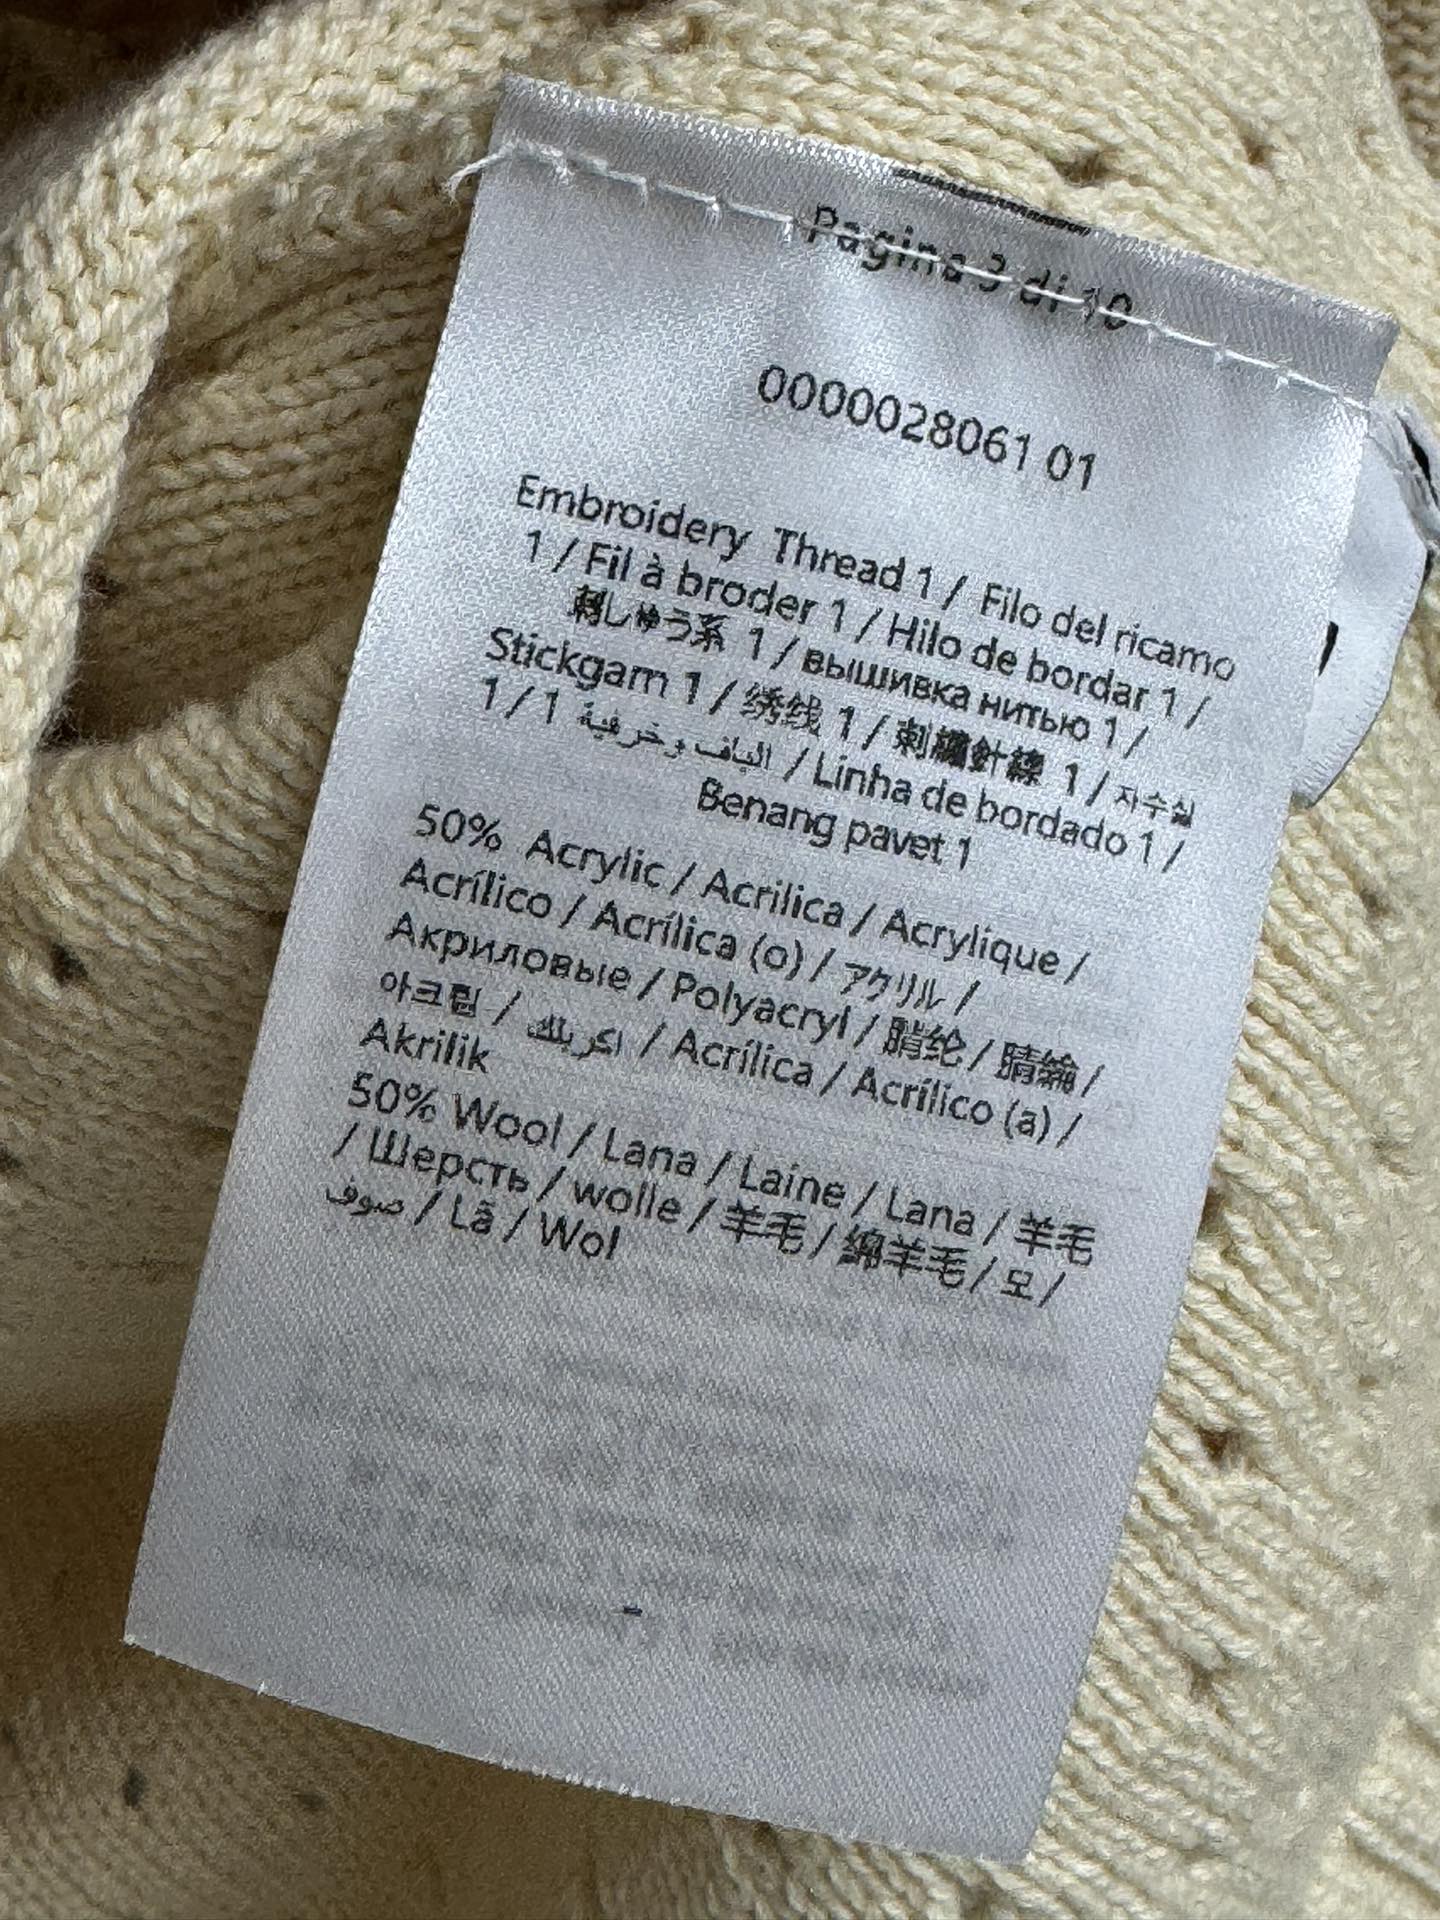 Pagina 3 di 10
0000028061 01
Embroidery Thread 1 / Filo del ricamo
1 / Fil à broder 1 / Hilo de bordar 1 /
刺しゅう系 1 / вышивка нитью 1 /
Stickgarn 1 / 绣线 1 / 刺繡針線 1 / 자수실
1 / 1 الياف زخرفية / Linha de bordado 1 /
Benang pavet 1
50% Acrylic / Acrilica / Acrylique /
Acrílico / Acrílica (o) / アクリル /
Акриловые / Polyacryl / 腈纶 / 腈綸 /
아크릴 / اكريليك / Acrílica / Acrílico (a) /
Akrilik
50% Wool / Lana / Laine / Lana / 羊毛
/ Шерсть / wolle / 羊毛 / 綿羊毛 / 모 /
صوف / Lã / Wol